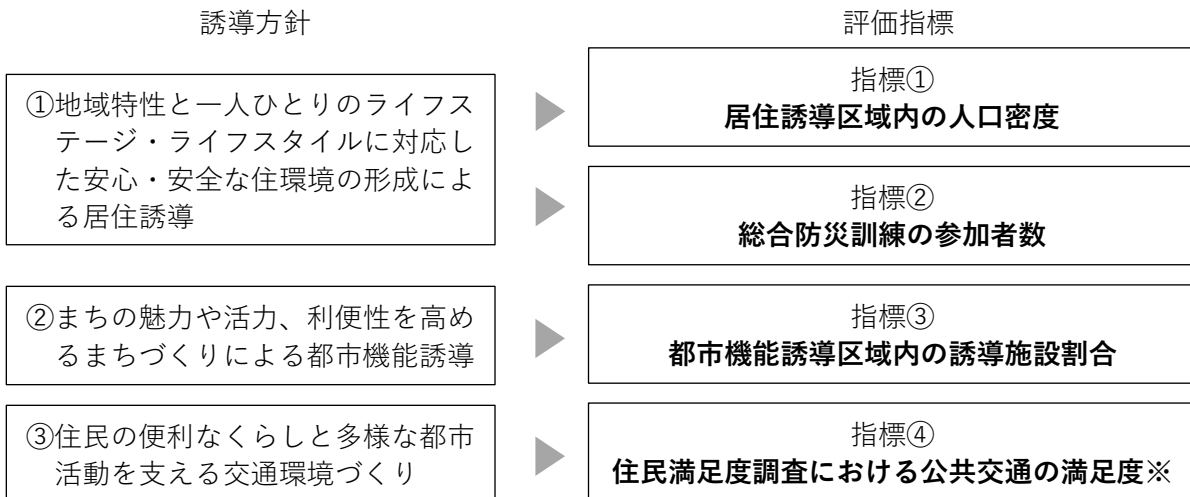 誘導方針
評価指標
①地域特性と一人ひとりのライフス
テージ・ライフスタイルに対応し
た安心・安全な住環境の形成によ
る居住誘導
指標①
居住誘導区域内の人口密度
指標②
総合防災訓練の参加者数
②まちの魅力や活力、利便性を高め
るまちづくりによる都市機能誘導
指標③
都市機能誘導区域内の誘導施設割合
③住民の便利なくらしと多様な都市
活動を支える交通環境づくり
指標④
住民満足度調査における公共交通の満足度※